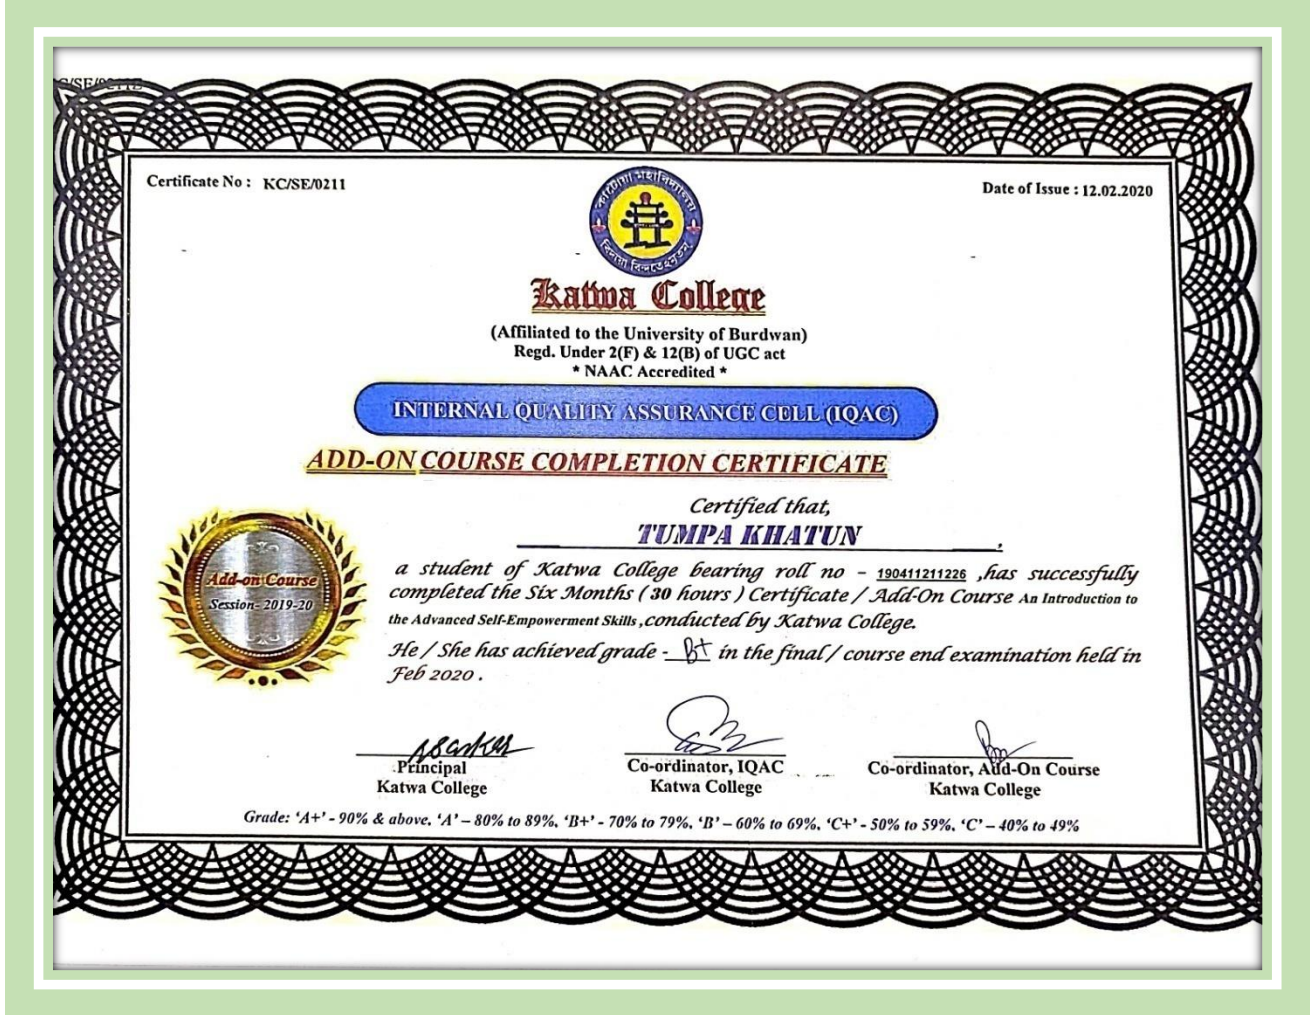 Certificate No : KC/SE/0211
Date of Issue : 12.02.2020
কাটোয়া মহাবিদ্যালয়
Katwa College
(Affiliated to the University of Burdwan)
Regd. Under 2(F) & 12(B) of UGC act
* NAAC Accredited *
INTERNAL QUALITY ASSURANCE CELL (IQAC)
ADD-ON COURSE COMPLETION CERTIFICATE
Certified that,
TUMPA KHATUN ,
a student of Katwa College bearing roll no - 190411211226 ,has successfully
completed the Six Months ( 30 hours ) Certificate / Add-On Course An Introduction to
the Advanced Self-Empowerment Skills ,conducted by Katwa College.
He / She has achieved grade - B+ in the final / course end examination held in
Feb 2020 .
Add-on Course
Session- 2019-20
Principal
Katwa College
Co-ordinator, IQAC
Katwa College
Co-ordinator, Add-On Course
Katwa College
Grade: ‘A+’ - 90% & above. ‘A’ – 80% to 89%, ‘B+’ - 70% to 79%, ‘B’ – 60% to 69%, ‘C+’ - 50% to 59%, ‘C’ – 40% to 49%